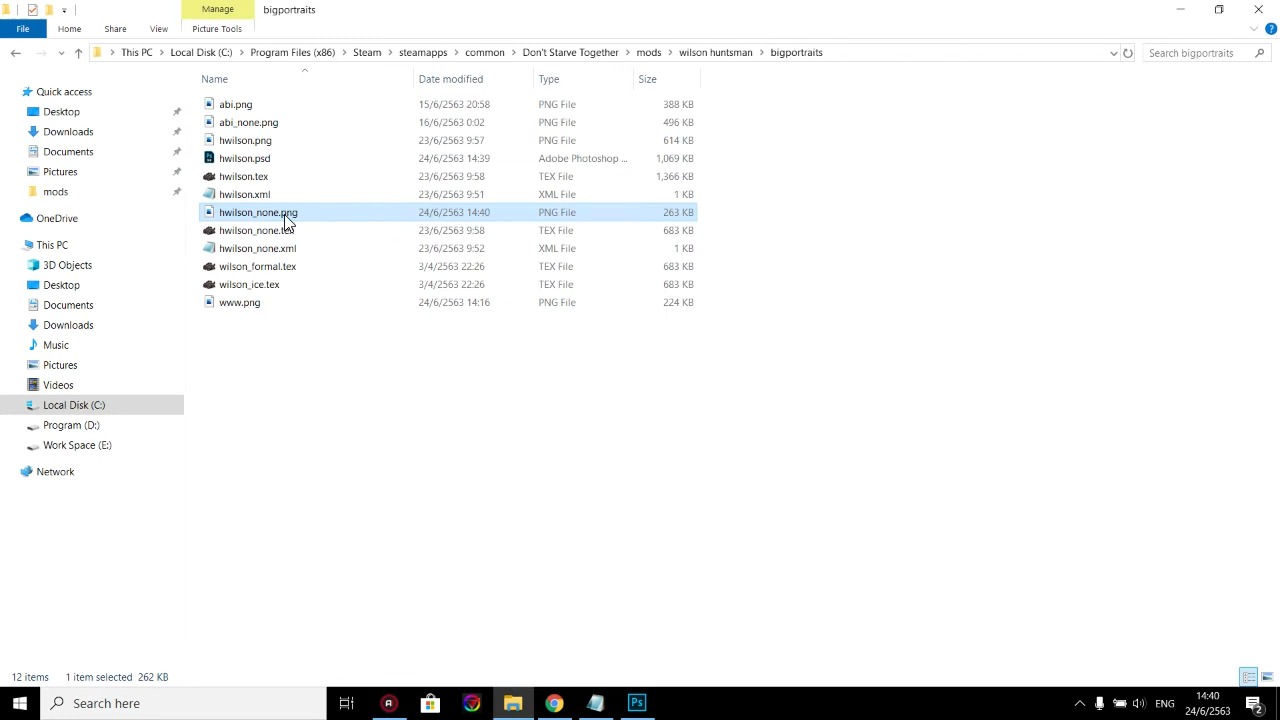 Manage
bigportraits
File
Home
Share
View
Picture Tools
This PC
Local Disk (C:)
Program Files (x86)
Steam
steamapps
common
Don't Starve Together
mods
wilson huntsman
bigportraits
Search bigportraits
Name
Date modified
Type
Size
Quick access
Desktop
Downloads
Documents
Pictures
mods
OneDrive
This PC
3D Objects
Desktop
Documents
Downloads
Music
Pictures
Videos
Local Disk (C:)
Program (D:)
Work Space (E:)
Network
abi.png 15/6/2563 20:58 PNG File 388 KB
abi_none.png 16/6/2563 0:02 PNG File 496 KB
hwilson.png 23/6/2563 9:57 PNG File 614 KB
hwilson.psd 24/6/2563 14:39 Adobe Photoshop ... 1,069 KB
hwilson.tex 23/6/2563 9:58 TEX File 1,366 KB
hwilson.xml 23/6/2563 9:51 XML File 1 KB
hwilson_none.png 24/6/2563 14:40 PNG File 263 KB
hwilson_none.tex 23/6/2563 9:58 TEX File 683 KB
hwilson_none.xml 23/6/2563 9:52 XML File 1 KB
wilson_formal.tex 3/4/2563 22:26 TEX File 683 KB
wilson_ice.tex 3/4/2563 22:26 TEX File 683 KB
www.png 24/6/2563 14:16 PNG File 224 KB
12 items
1 item selected 262 KB
Search here
Ps
ENG
14:40
24/6/2563
2